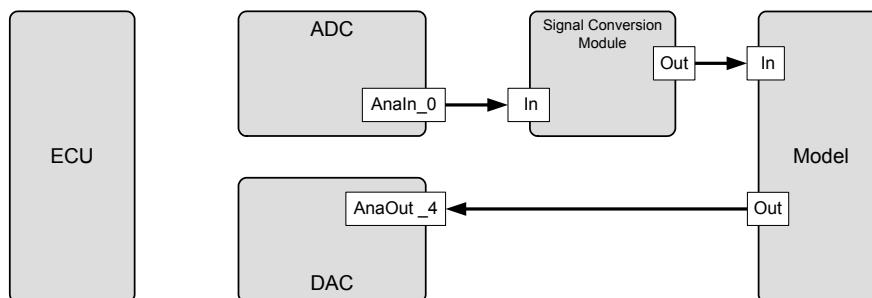 ECU
ADC
AnaIn_0
In
Signal Conversion
Module
Out
In
Model
Out
AnaOut _4
DAC